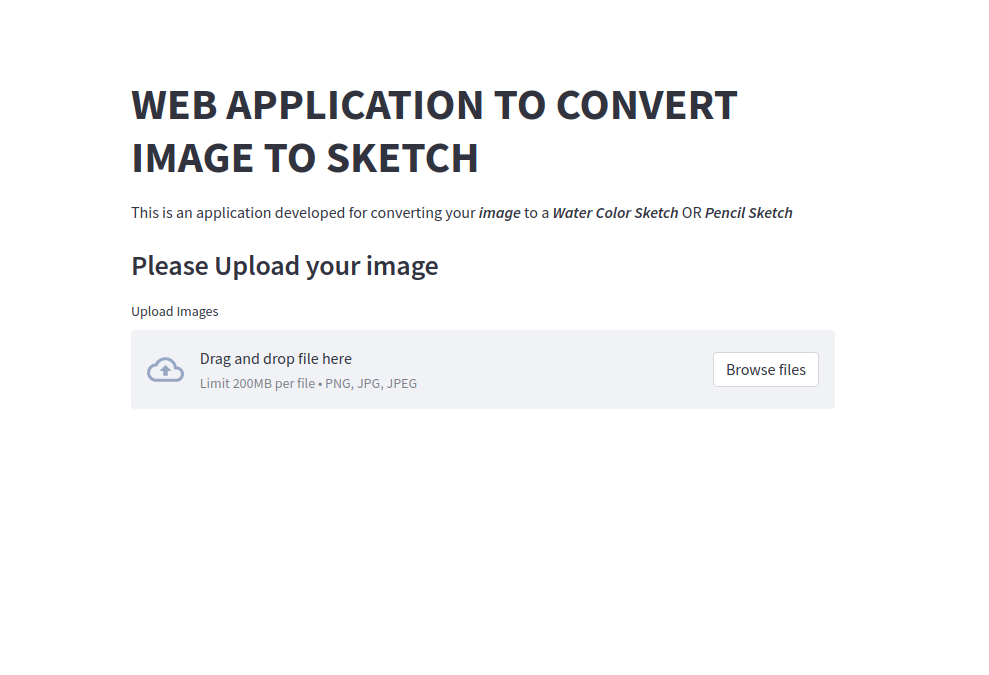 WEB APPLICATION TO CONVERT
IMAGE TO SKETCH
This is an application developed for converting your image to a Water Color Sketch OR Pencil Sketch
Please Upload your image
Upload Images
Drag and drop file here
Limit 200MB per file • PNG, JPG, JPEG
Browse files